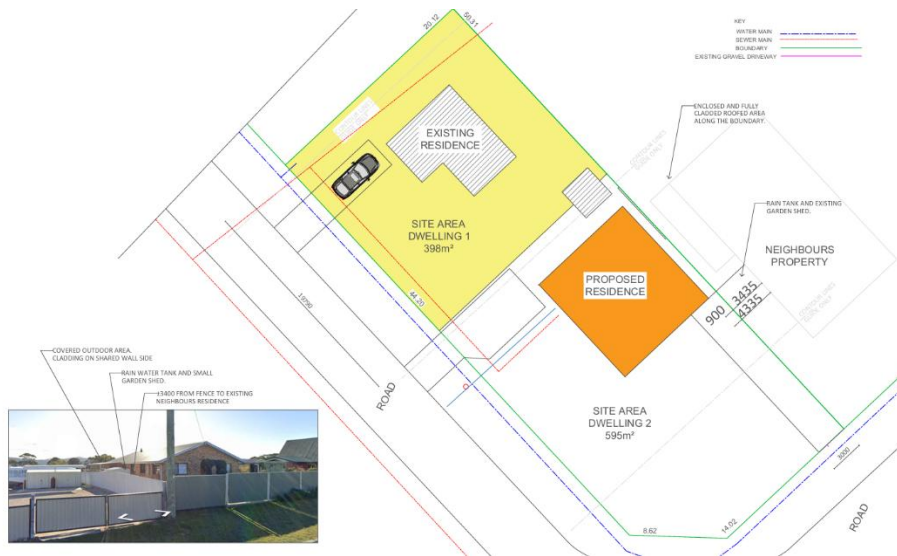 KEY
WATER MAIN
SEWER MAIN
BOUNDARY
EXISTING GRAVEL DRIVEWAY
20.12
50.31
ENCLOSED AND FULLY
CLADDED ROOFED AREA
ALONG THE BOUNDARY.
EXISTING
RESIDENCE
RAIN TANK AND EXISTING
GARDEN SHED.
SITE AREA
DWELLING 1
398m²
NEIGHBOURS
PROPERTY
PROPOSED
RESIDENCE
900
3435
4335
44.20
COVERED OUTDOOR AREA.
CLADDING ON SHARED WALL SIDE
RAIN WATER TANK AND SMALL
GARDEN SHED.
±3400 FROM FENCE TO EXISTING
NEIGHBOURS RESIDENCE
ROAD
SITE AREA
DWELLING 2
595m²
3000
8.62
14.02
ROAD